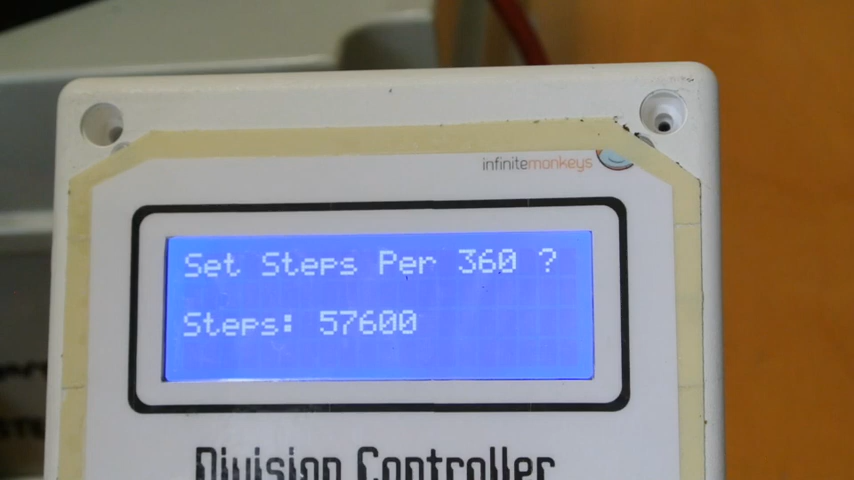 infinitemonkeys
Set Steps Per 360 ?
Steps: 57600
Division Controller